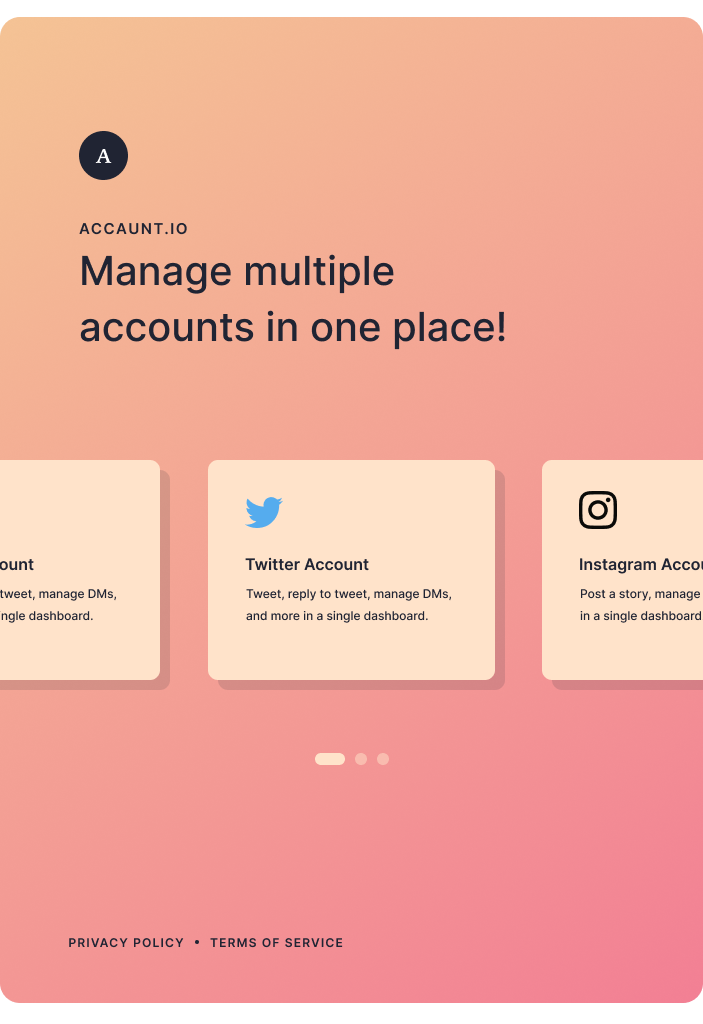 A
ACCAUNT.IO
Manage multiple
accounts in one place!
ount
tweet, manage DMs,
ngle dashboard.
Twitter Account
Tweet, reply to tweet, manage DMs,
and more in a single dashboard.
Instagram Accou
Post a story, manage
in a single dashboard
PRIVACY POLICY • TERMS OF SERVICE